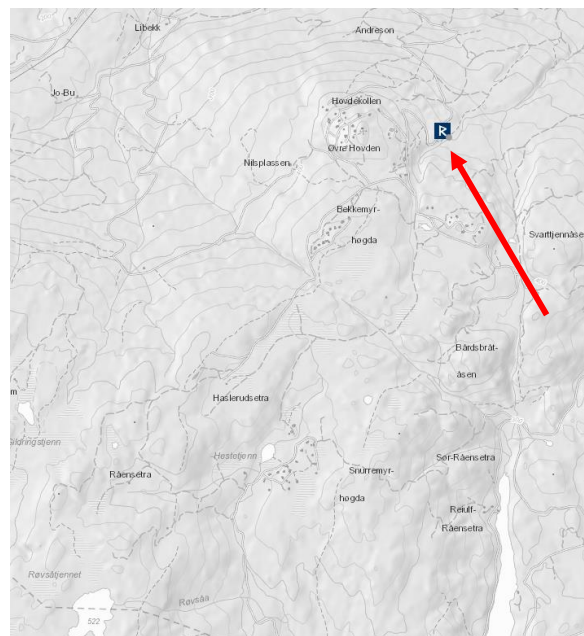 Libekk
Andreson
Jo-Bu
Hovdekollen
R
Øvre Hovden
Nilsplassen
Bekkemyr-
høgda
Svarttjennåse
Bårdsbråt-
åsen
Haslerudsetra
Hestetjenn
Sør-Råensetra
Råensetra
Snurremyr-
høgda
Reiulf-
Råensetra
Røvsåtjennet
Røvsåa
522